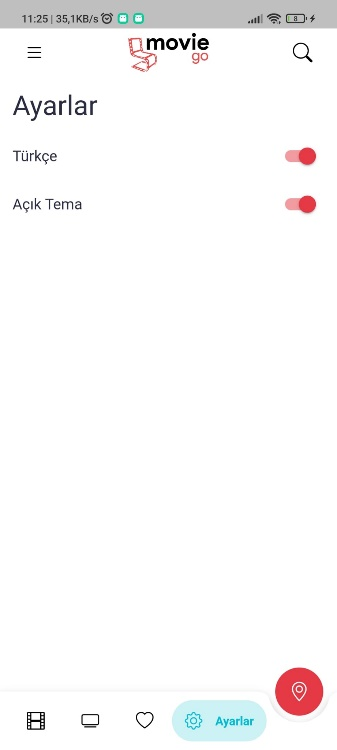 11:25 | 35,1KB/s
8
movie
go
Ayarlar
Türkçe
Açık Tema
Ayarlar